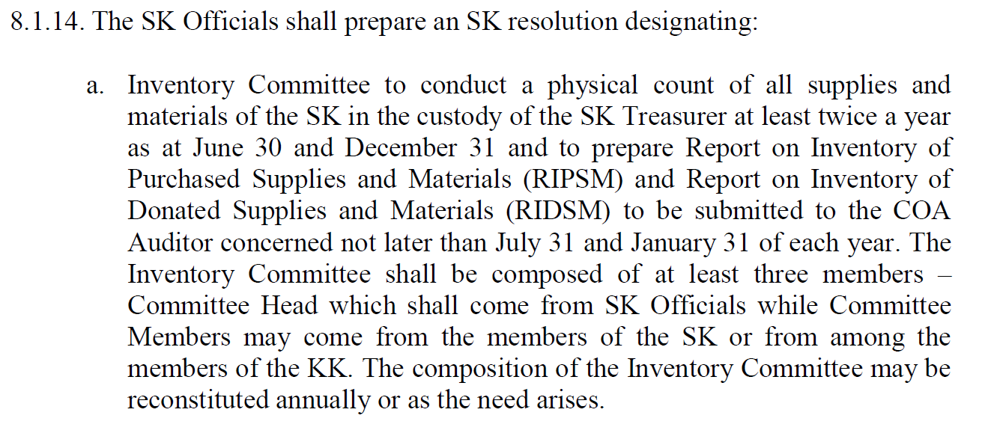 8.1.14. The SK Officials shall prepare an SK resolution designating:
a. Inventory Committee to conduct a physical count of all supplies and
materials of the SK in the custody of the SK Treasurer at least twice a year
as at June 30 and December 31 and to prepare Report on Inventory of
Purchased Supplies and Materials (RIPSM) and Report on Inventory of
Donated Supplies and Materials (RIDSM) to be submitted to the COA
Auditor concerned not later than July 31 and January 31 of each year. The
Inventory Committee shall be composed of at least three members –
Committee Head which shall come from SK Officials while Committee
Members may come from the members of the SK or from among the
members of the KK. The composition of the Inventory Committee may be
reconstituted annually or as the need arises.